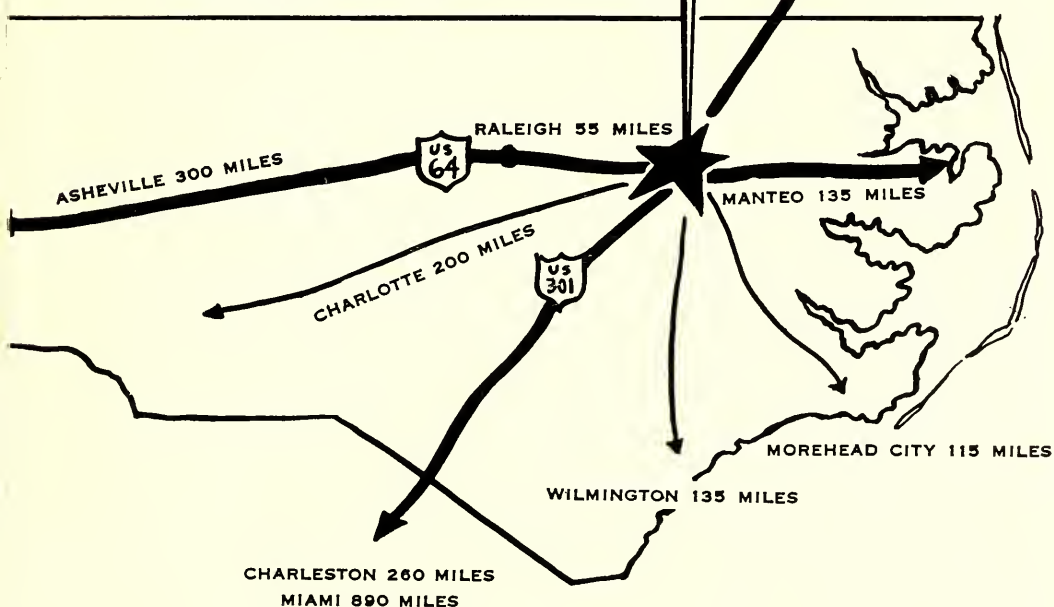 RALEIGH 55 MILES
US
64
ASHEVILLE 300 MILES
MANTEO 135 MILES
CHARLOTTE 200 MILES
US
301
MOREHEAD CITY 115 MILES
WILMINGTON 135 MILES
CHARLESTON 260 MILES
MIAMI 890 MILES